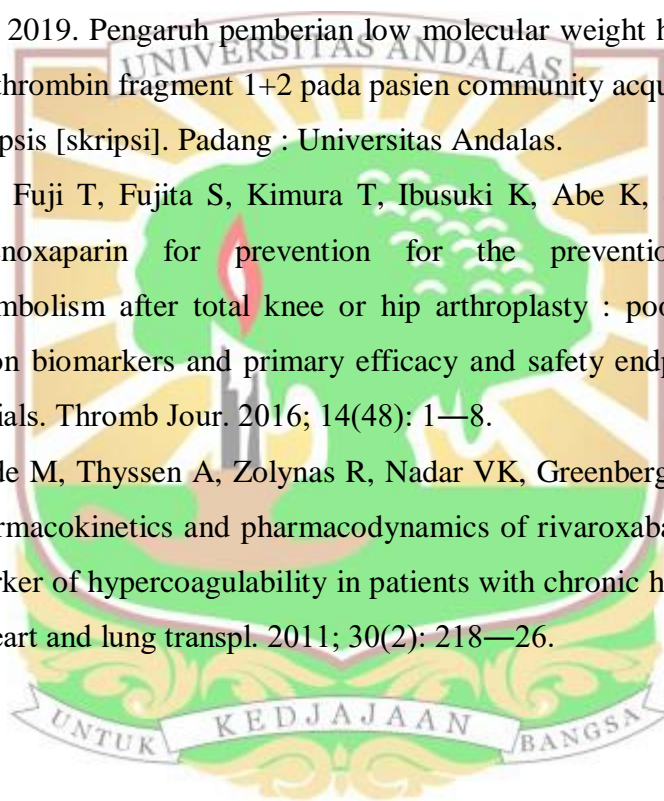 2019. Pengaruh pemberian low molecular weight h
UNIVERSITAS ANDALAS
thrombin fragment 1+2 pada pasien community acqu
psis [skripsi]. Padang : Universitas Andalas.
Fuji T, Fujita S, Kimura T, Ibusuki K, Abe K,
enoxaparin for prevention for the preventio
mbolism after total knee or hip arthroplasty : poo
on biomarkers and primary efficacy and safety endp
ials. Thromb Jour. 2016; 14(48): 1—8.
de M, Thyssen A, Zolynas R, Nadar VK, Greenberg
rmacokinetics and pharmacodynamics of rivaroxaba
rker of hypercoagulability in patients with chronic h
eart and lung transpl. 2011; 30(2): 218—26.
UNTUK KEDJAJAAN BANGSA